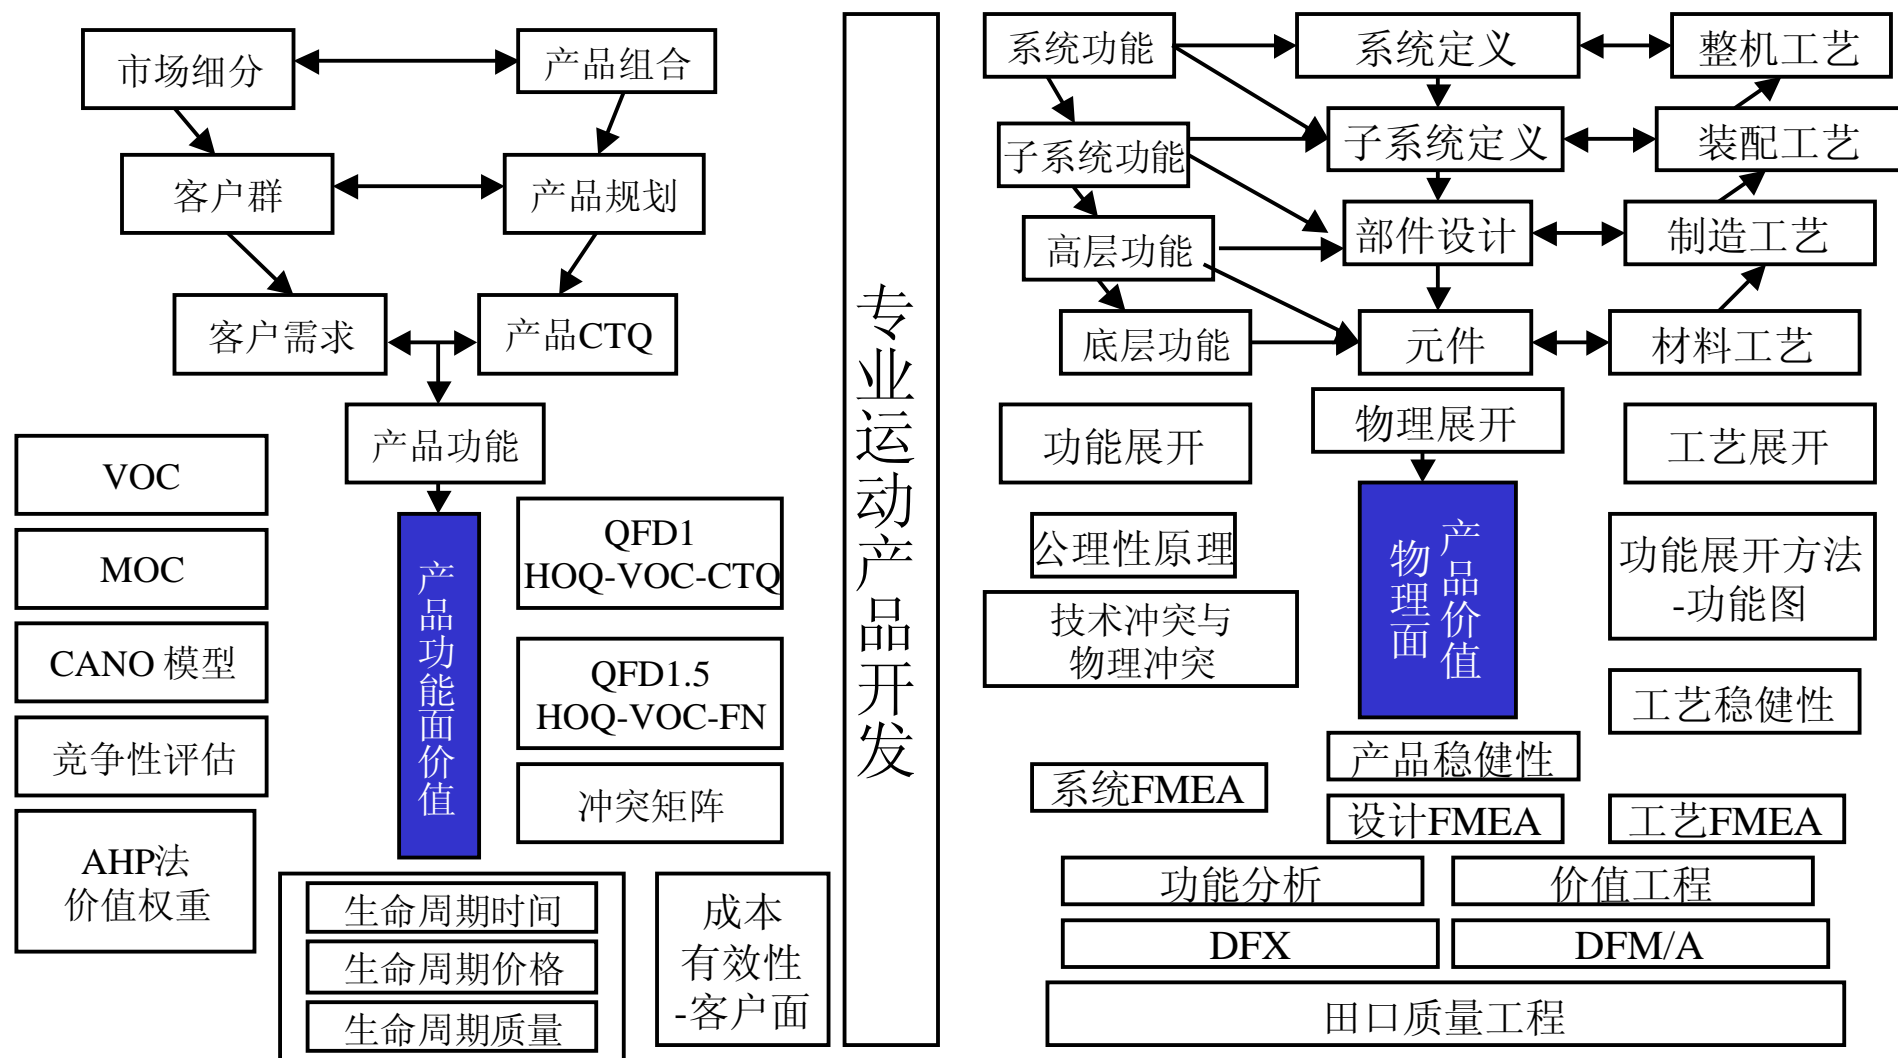 市场细分
产品组合
客户群
产品规划
客户需求
产品CTQ
产品功能
VOC
MOC
CANO 模型
竞争性评估
AHP法
价值权重
产品功能面价值
QFD1
HOQ-VOC-CTQ
QFD1.5
HOQ-VOC-FN
冲突矩阵
生命周期时间
生命周期价格
生命周期质量
成本
有效性
-客户面
专业运动产品开发
系统功能
系统定义
整机工艺
子系统功能
子系统定义
装配工艺
高层功能
部件设计
制造工艺
底层功能
元件
材料工艺
功能展开
物理展开
工艺展开
公理性原理
技术冲突与
物理冲突
产品价值
物理面
功能展开方法
-功能图
工艺稳健性
产品稳健性
系统FMEA
设计FMEA
工艺FMEA
功能分析
价值工程
DFX
DFM/A
田口质量工程